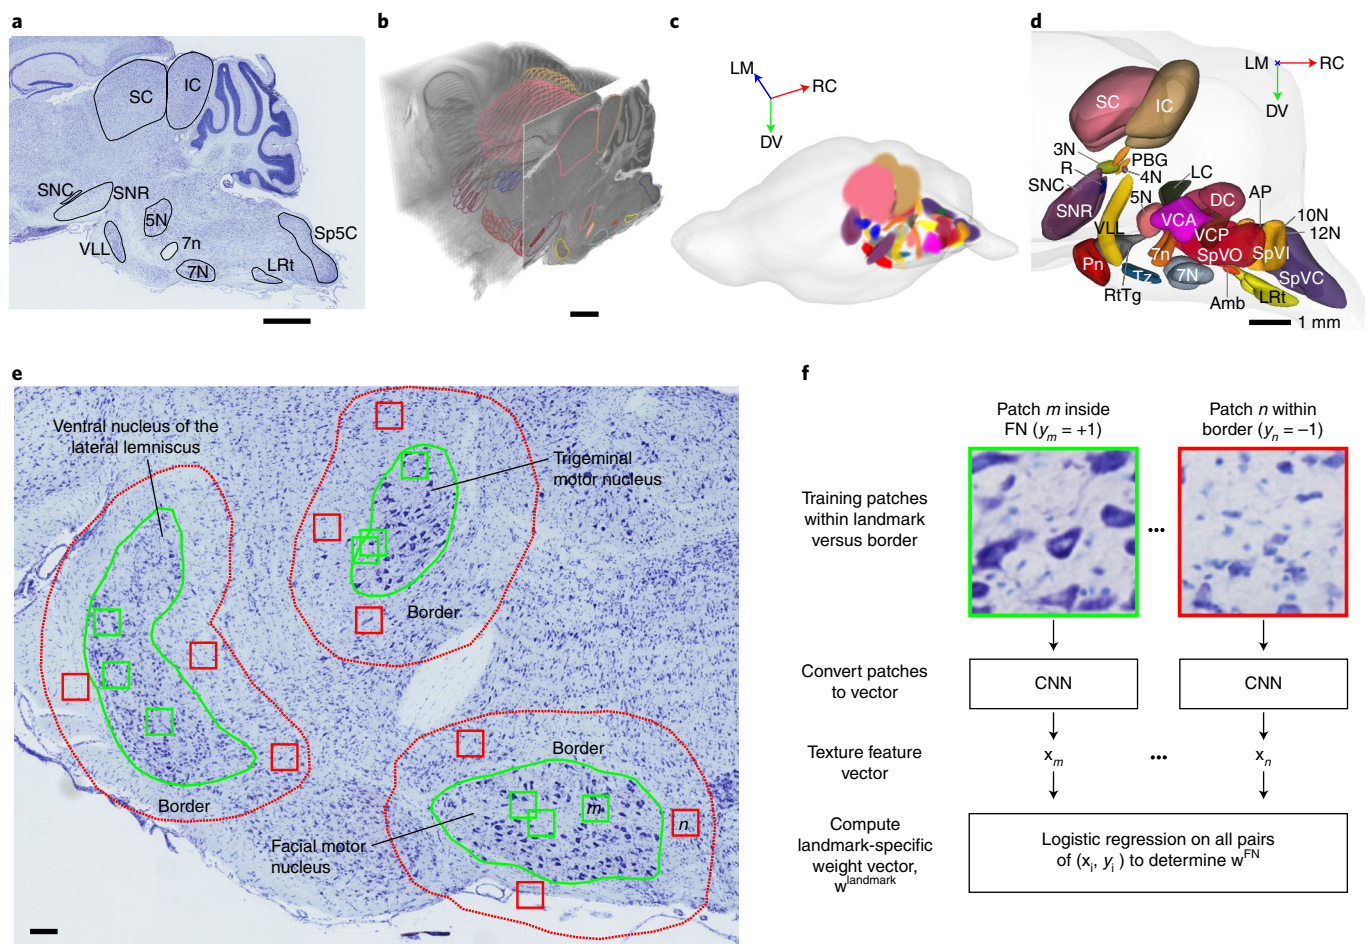 a
SC
IC
SNC
SNR
5N
7n
VLL
7N
LRt
Sp5C
b
c
LM
RC
DV
d
LM
RC
DV
SC
IC
3N
PBG
R
4N
LC
SNC
5N
AP
SNR
DC
10N
VCA
12N
VLL
VCP
7n
SpVO
SpVI
Pn
Tz
7N
SpVC
RtTg
Amb
LRt
1 mm
e
Ventral nucleus of the
lateral lemniscus
Trigeminal
motor nucleus
Border
Border
Border
m
n
Facial motor
nucleus
f
Patch m inside
FN (yₘ = +1)
Patch n within
border (yₙ = −1)
Training patches
within landmark
versus border
•••
Convert patches
to vector
CNN
CNN
Texture feature
vector
xₘ
•••
xₙ
Compute
landmark-specific
weight vector,
w^landmark
Logistic regression on all pairs
of (xᵢ, yᵢ ) to determine w^FN